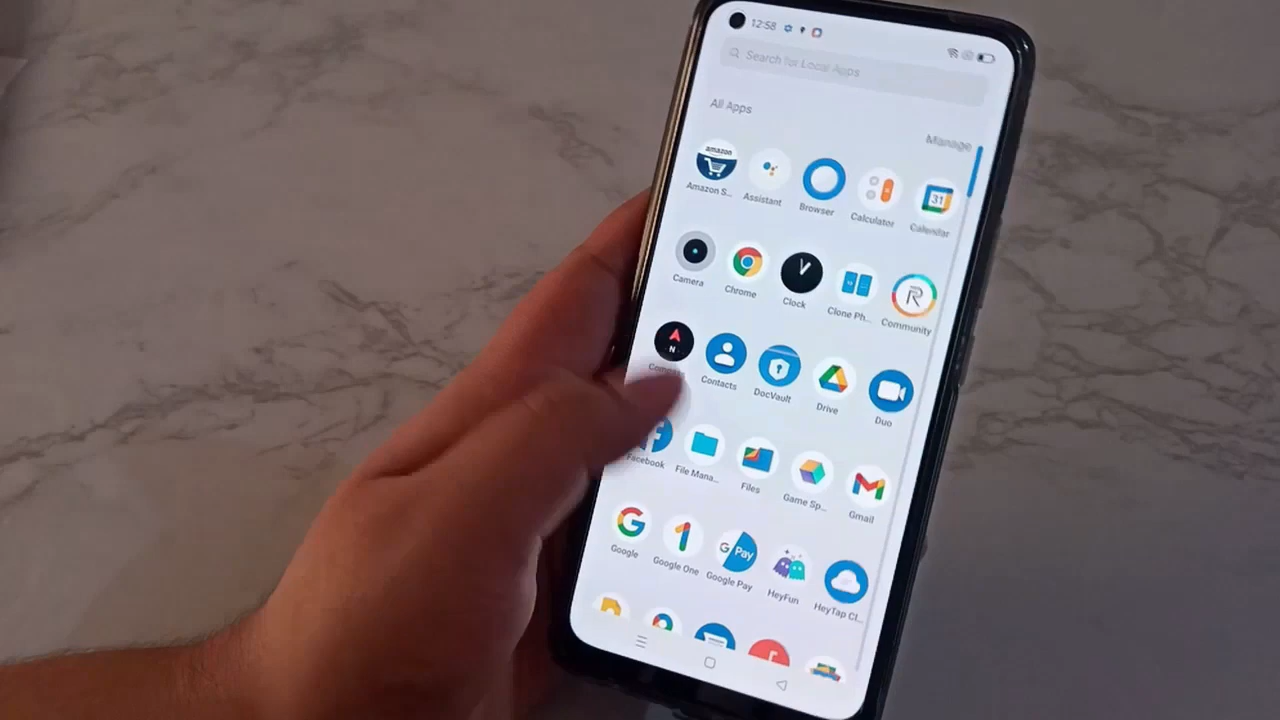 12:58
Search for Local Apps
All Apps
Manage
amazon
31
Amazon S... Assistant Browser Calculator Calendar
Camera Chrome Clock Clone Ph... Community
N
Contacts DocVault Drive Duo
Facebook File Mana... Files Game Sp... Gmail
G Pay
Google Google One Google Pay HeyFun HeyTap Cl...